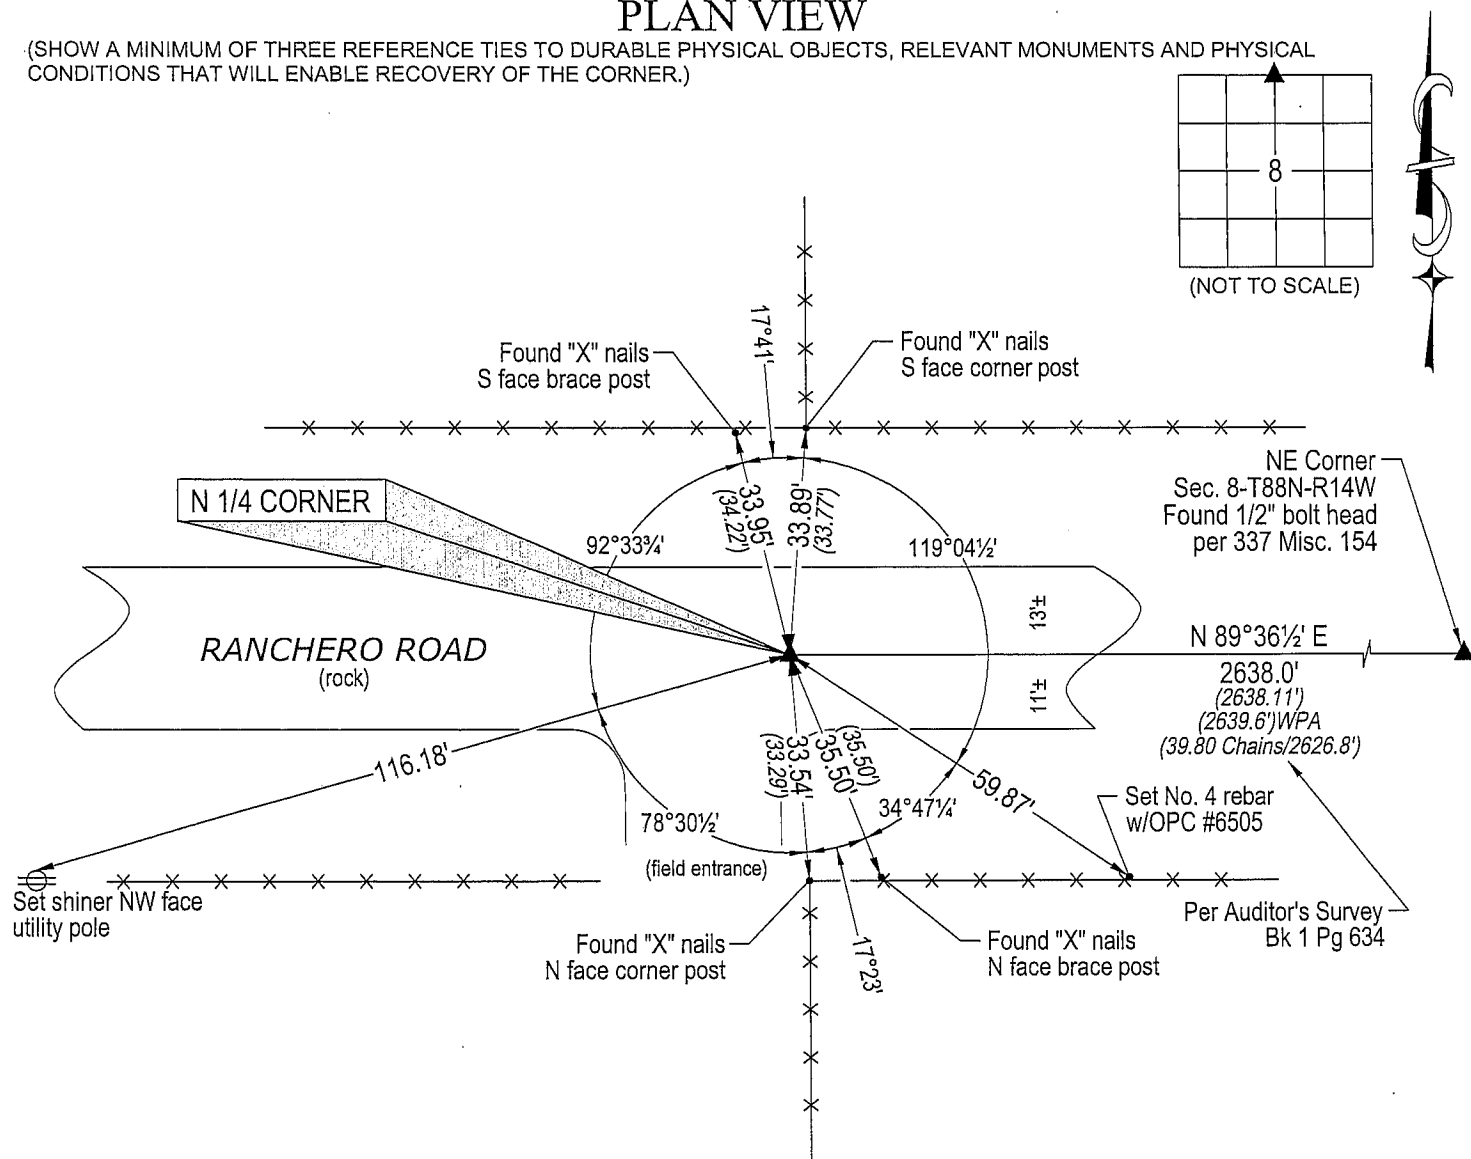 PLAN VIEW
(SHOW A MINIMUM OF THREE REFERENCE TIES TO DURABLE PHYSICAL OBJECTS, RELEVANT MONUMENTS AND PHYSICAL
CONDITIONS THAT WILL ENABLE RECOVERY OF THE CORNER.)
8
(NOT TO SCALE)
17°41'
Found "X" nails
S face brace post
Found "X" nails
S face corner post
N 1/4 CORNER
NE Corner
Sec. 8-T88N-R14W
Found 1/2" bolt head
per 337 Misc. 154
33.95'
(34.22')
33.89'
(33.77')
92°33¾'
119°04½'
13'±
11'±
RANCHERO ROAD
(rock)
N 89°36½' E
2638.0'
(2638.11')
(2639.6')WPA
(39.80 Chains/2626.8')
116.18'
33.54'
(33.29')
35.50'
(35.50')
59.87'
78°30½'
34°47¼'
Set No. 4 rebar
w/OPC #6505
(field entrance)
Set shiner NW face
utility pole
Per Auditor's Survey
Bk 1 Pg 634
Found "X" nails
N face corner post
17°23'
Found "X" nails
N face brace post